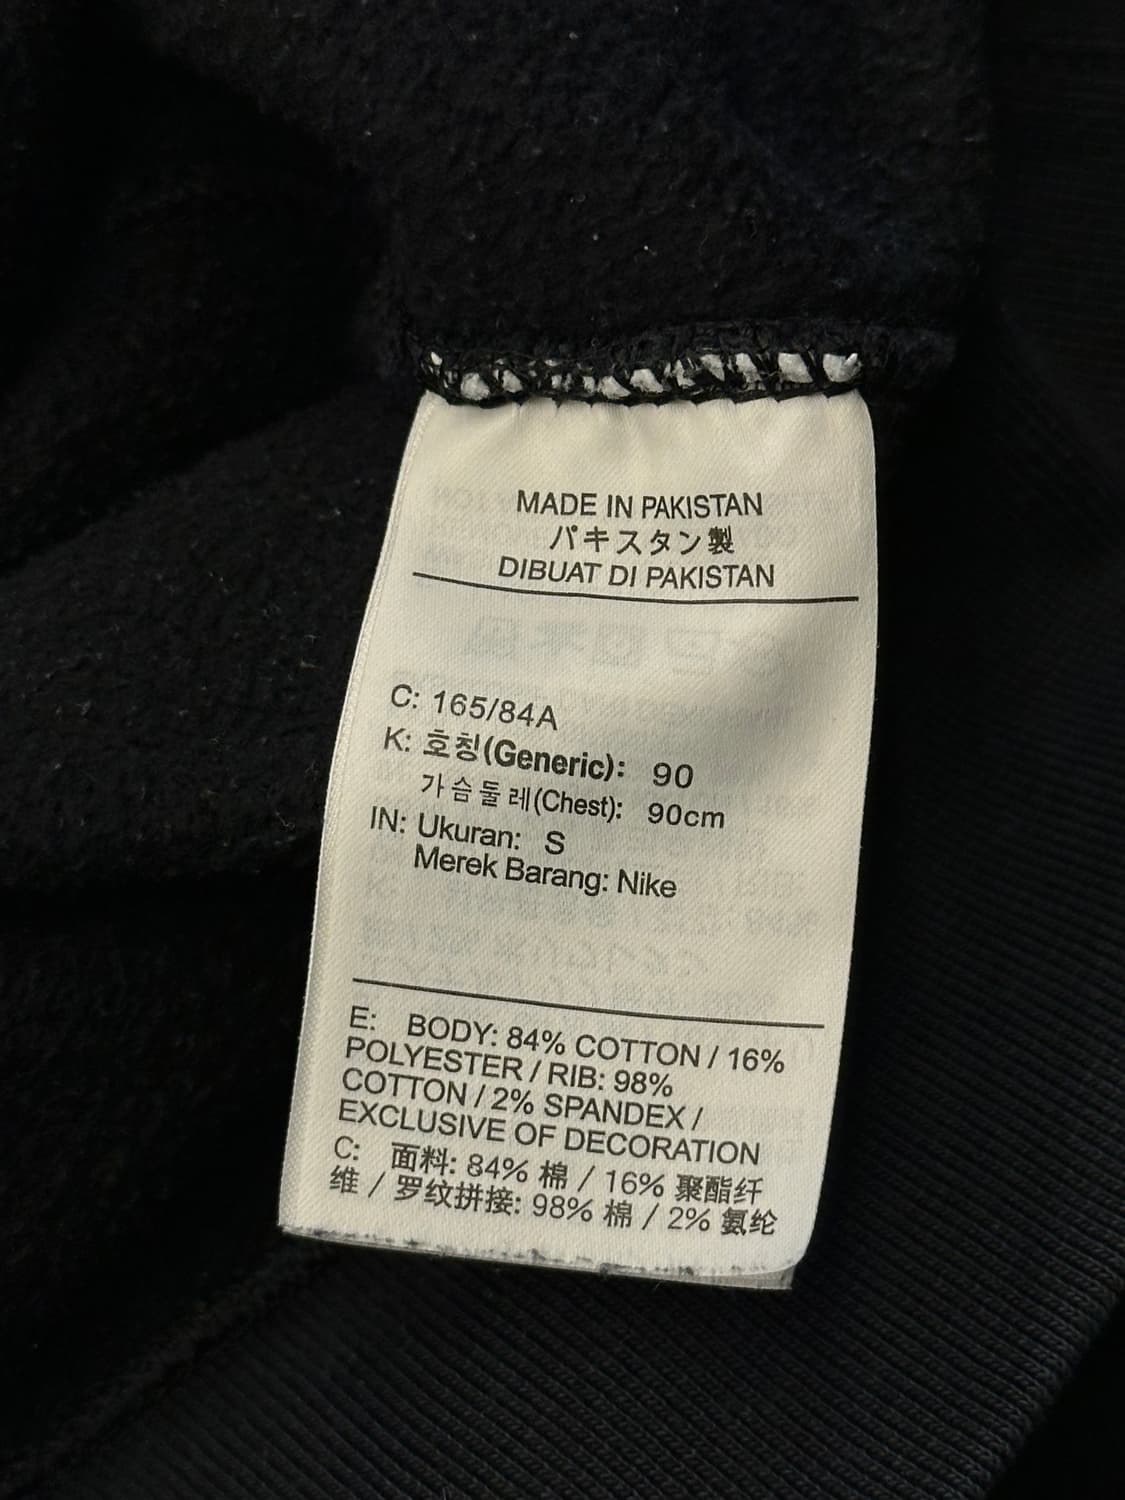 MADE IN PAKISTAN
パキスタン製
DIBUAT DI PAKISTAN
C: 165/84A
K: 호칭(Generic): 90
가슴둘레(Chest): 90cm
IN: Ukuran: S
Merek Barang: Nike
E: BODY: 84% COTTON / 16%
POLYESTER / RIB: 98%
COTTON / 2% SPANDEX /
EXCLUSIVE OF DECORATION
C: 面料: 84% 棉 / 16% 聚酯纤
维 / 罗纹拼接: 98% 棉 / 2% 氨纶